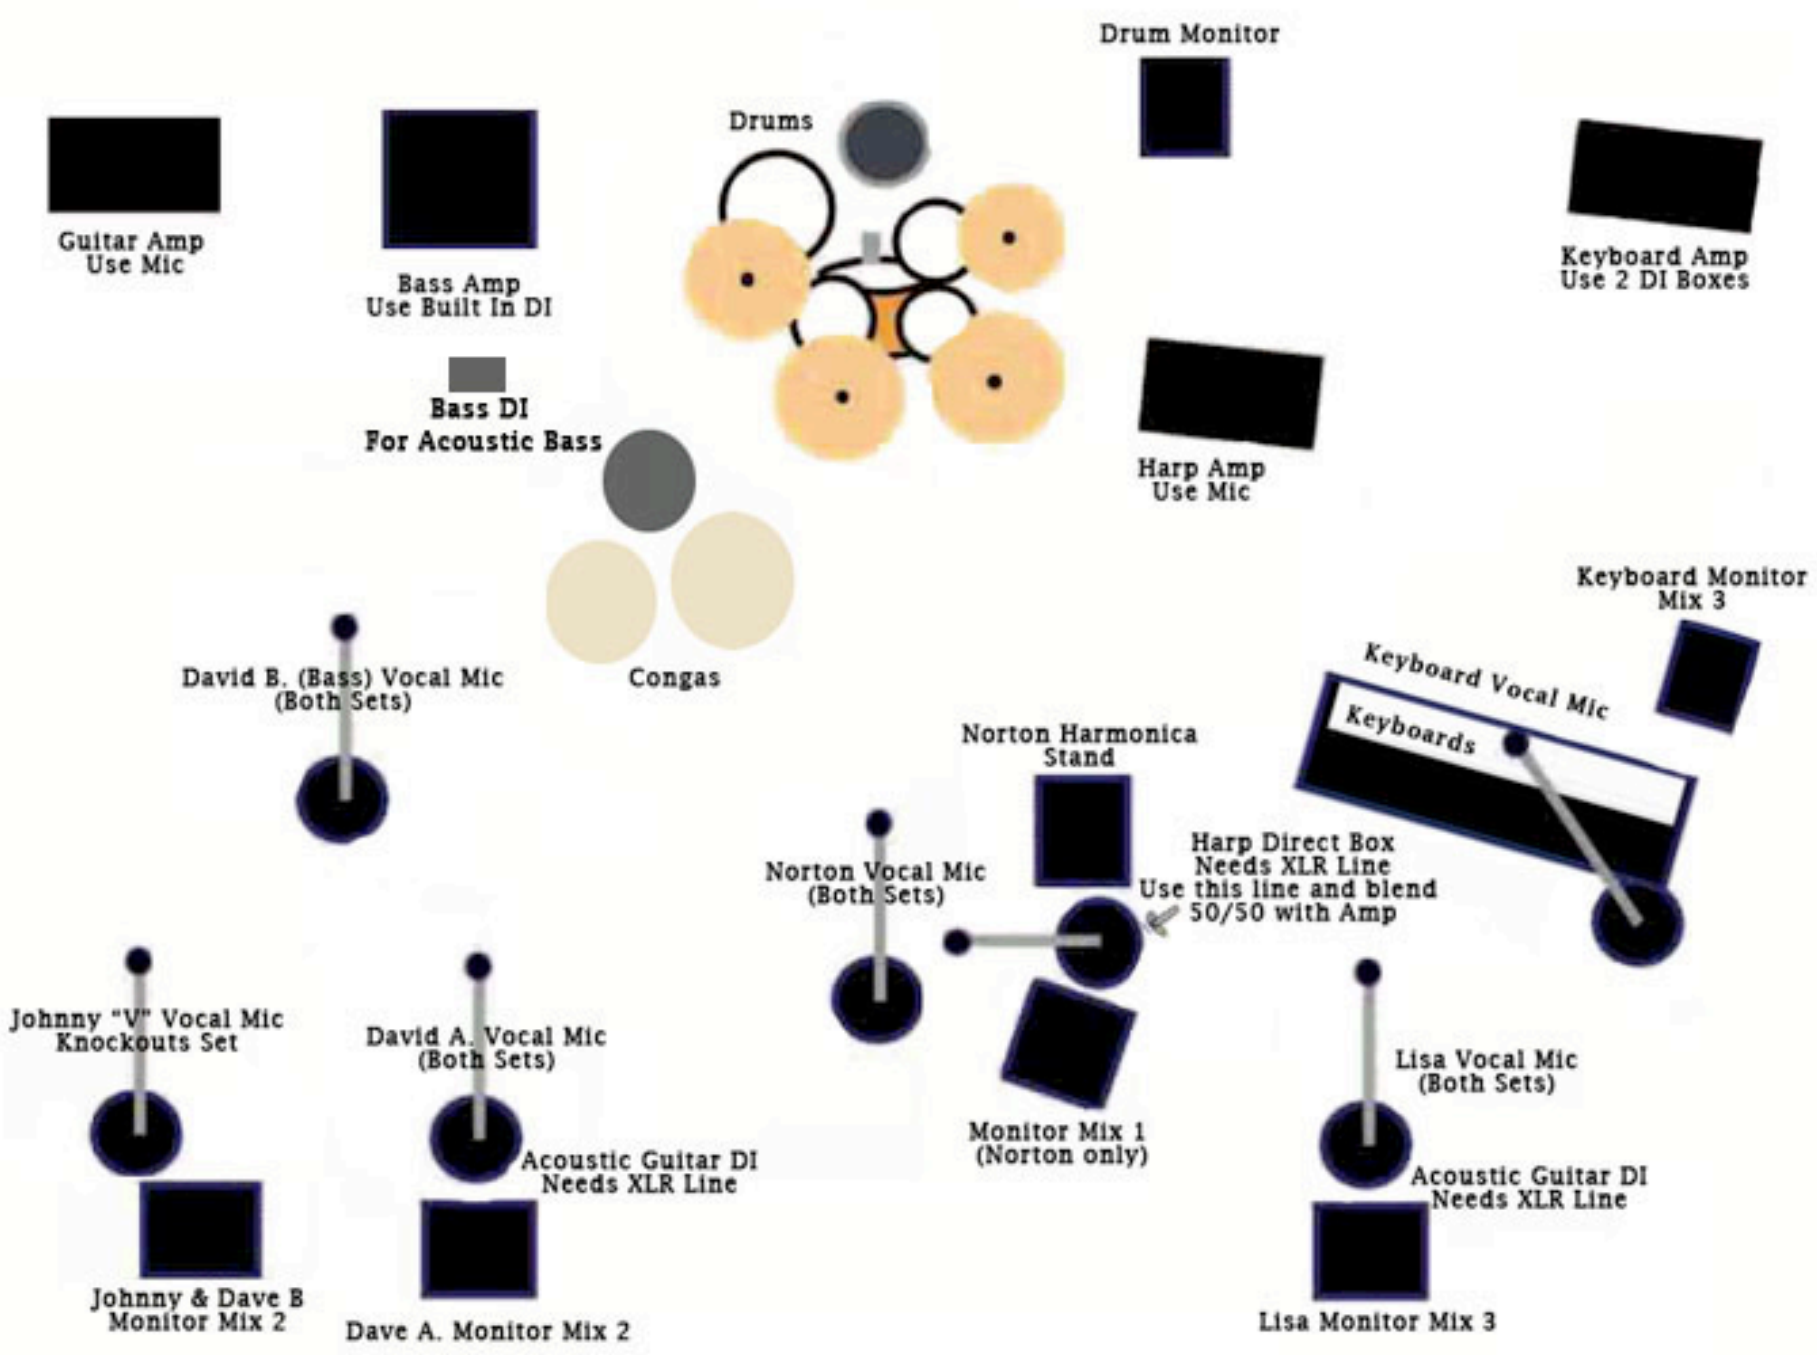 Drum Monitor
Drums
Guitar Amp
Use Mic
Bass Amp
Use Built In DI
Keyboard Amp
Use 2 DI Boxes
Bass DI
For Acoustic Bass
Harp Amp
Use Mic
Keyboard Monitor
Mix 3
Keyboard Vocal Mic
Keyboards
David B. (Bass) Vocal Mic
(Both Sets)
Congas
Norton Harmonica
Stand
Norton Vocal Mic
(Both Sets)
Harp Direct Box
Needs XLR Line
Use this line and blend
50/50 with Amp
Johnny "V" Vocal Mic
Knockouts Set
David A. Vocal Mic
(Both Sets)
Lisa Vocal Mic
(Both Sets)
Monitor Mix 1
(Norton only)
Acoustic Guitar DI
Needs XLR Line
Acoustic Guitar DI
Needs XLR Line
Johnny & Dave B
Monitor Mix 2
Dave A. Monitor Mix 2
Lisa Monitor Mix 3